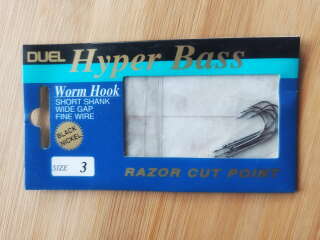 DUEL Hyper Bass
Worm Hook
SHORT SHANK
WIDE GAP
FINE WIRE
BLACK
NICKEL
SIZE 3
RAZOR CUT POINT